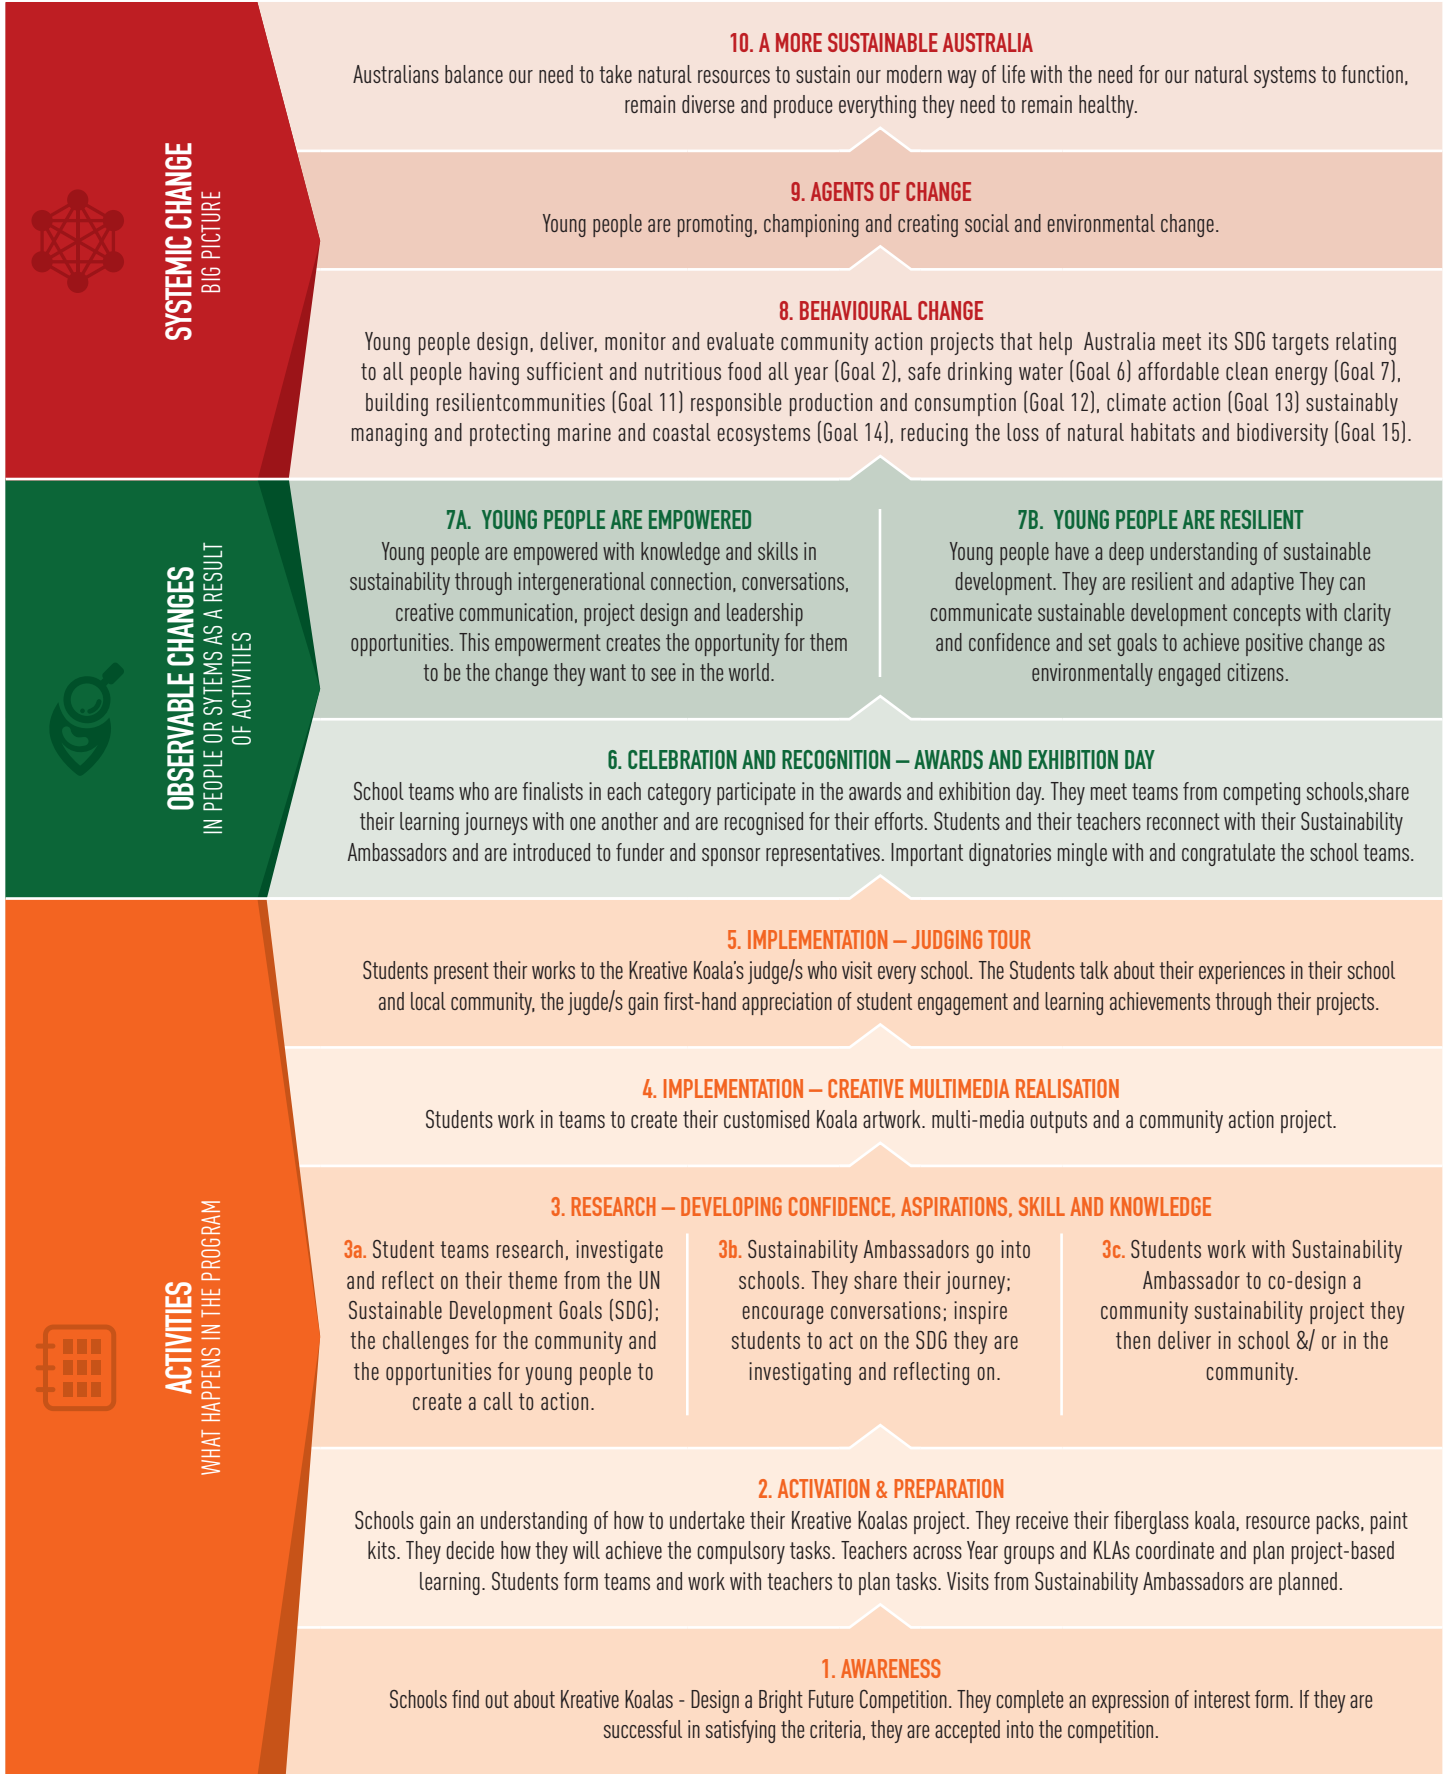 SYSTEMIC CHANGE
BIG PICTURE
10. A MORE SUSTAINABLE AUSTRALIA
Australians balance our need to take natural resources to sustain our modern way of life with the need for our natural systems to function,
remain diverse and produce everything they need to remain healthy.
9. AGENTS OF CHANGE
Young people are promoting, championing and creating social and environmental change.
8. BEHAVIOURAL CHANGE
Young people design, deliver, monitor and evaluate community action projects that help Australia meet its SDG targets relating
to all people having sufficient and nutritious food all year (Goal 2), safe drinking water (Goal 6) affordable clean energy (Goal 7),
building resilientcommunities (Goal 11) responsible production and consumption (Goal 12), climate action (Goal 13) sustainably
managing and protecting marine and coastal ecosystems (Goal 14), reducing the loss of natural habitats and biodiversity (Goal 15).
OBSERVABLE CHANGES
IN PEOPLE OR SYTEMS AS A RESULT
OF ACTIVITIES
7A. YOUNG PEOPLE ARE EMPOWERED
Young people are empowered with knowledge and skills in
sustainability through intergenerational connection, conversations,
creative communication, project design and leadership
opportunities. This empowerment creates the opportunity for them
to be the change they want to see in the world.
7B. YOUNG PEOPLE ARE RESILIENT
Young people have a deep understanding of sustainable
development. They are resilient and adaptive They can
communicate sustainable development concepts with clarity
and confidence and set goals to achieve positive change as
environmentally engaged citizens.
6. CELEBRATION AND RECOGNITION – AWARDS AND EXHIBITION DAY
School teams who are finalists in each category participate in the awards and exhibition day. They meet teams from competing schools,share
their learning journeys with one another and are recognised for their efforts. Students and their teachers reconnect with their Sustainability
Ambassadors and are introduced to funder and sponsor representatives. Important dignatories mingle with and congratulate the school teams.
ACTIVITIES
WHAT HAPPENS IN THE PROGRAM
5. IMPLEMENTATION – JUDGING TOUR
Students present their works to the Kreative Koala's judge/s who visit every school. The Students talk about their experiences in their school
and local community, the jugde/s gain first-hand appreciation of student engagement and learning achievements through their projects.
4. IMPLEMENTATION – CREATIVE MULTIMEDIA REALISATION
Students work in teams to create their customised Koala artwork. multi-media outputs and a community action project.
3. RESEARCH – DEVELOPING CONFIDENCE, ASPIRATIONS, SKILL AND KNOWLEDGE
3a. Student teams research, investigate
and reflect on their theme from the UN
Sustainable Development Goals (SDG);
the challenges for the community and
the opportunities for young people to
create a call to action.
3b. Sustainability Ambassadors go into
schools. They share their journey;
encourage conversations; inspire
students to act on the SDG they are
investigating and reflecting on.
3c. Students work with Sustainability
Ambassador to co-design a
community sustainability project they
then deliver in school &/ or in the
community.
2. ACTIVATION & PREPARATION
Schools gain an understanding of how to undertake their Kreative Koalas project. They receive their fiberglass koala, resource packs, paint
kits. They decide how they will achieve the compulsory tasks. Teachers across Year groups and KLAs coordinate and plan project-based
learning. Students form teams and work with teachers to plan tasks. Visits from Sustainability Ambassadors are planned.
1. AWARENESS
Schools find out about Kreative Koalas - Design a Bright Future Competition. They complete an expression of interest form. If they are
successful in satisfying the criteria, they are accepted into the competition.